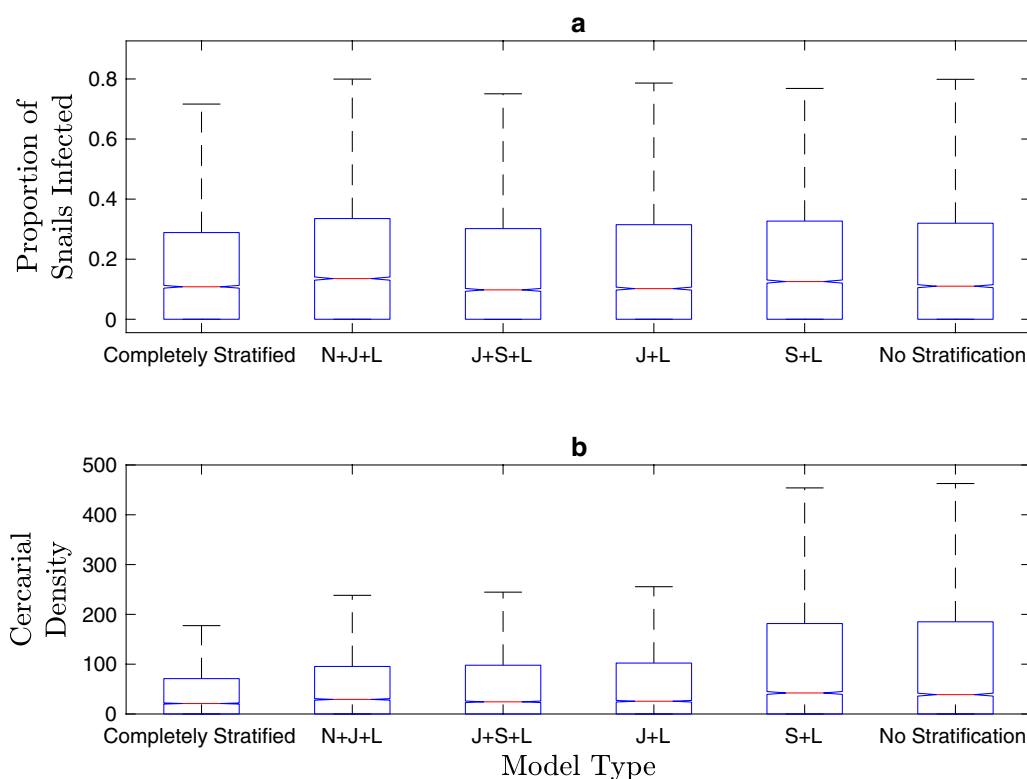 a
Proportion of
Snails Infected
0.8
0.6
0.4
0.2
0
Completely Stratified N+J+L J+S+L J+L S+L No Stratification
b
Cercarial
Density
500
400
300
200
100
0
Completely Stratified N+J+L J+S+L J+L S+L No Stratification
Model Type